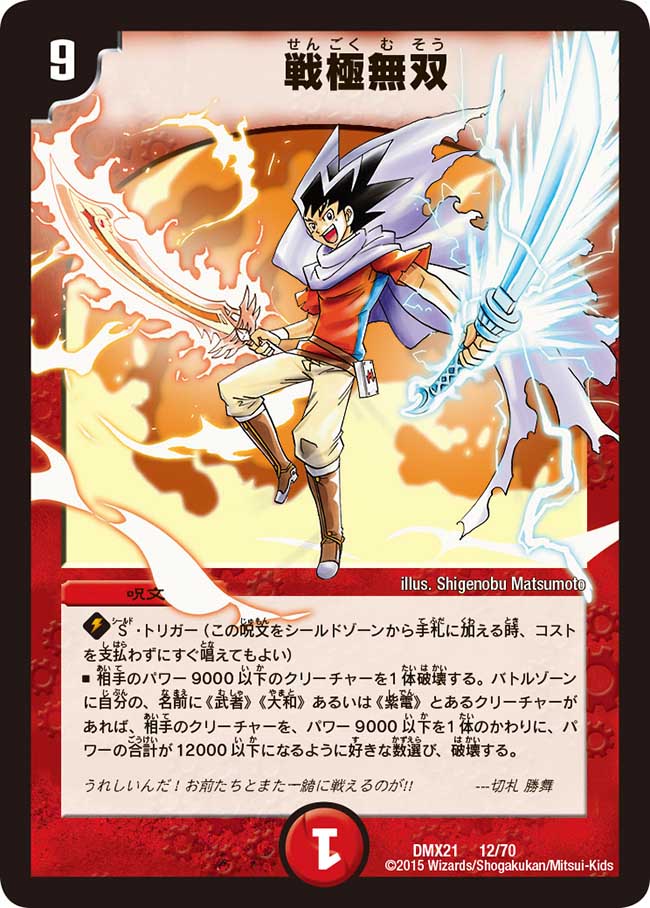 9
せんごく む そう
戦極無双
illus. Shigenobu Matsumoto
呪文
S・トリガー(この呪文をシールドゾーンから手札に加える時、コスト
を支払わずにすぐ唱えてもよい)
■ 相手のパワー9000以下のクリーチャーを1体破壊する。バトルゾーン
に自分の、名前に《武者》《大和》あるいは《紫電》とあるクリーチャーが
あれば、相手のクリーチャーを、パワー9000以下を1体のかわりに、パ
ワーの合計が12000以下になるように好きな数選び、破壊する。
うれしいんだ!お前たちとまた一緒に戦えるのが!! ---切札 勝舞
1
DMX21 12/70
©2015 Wizards/Shogakukan/Mitsui-Kids